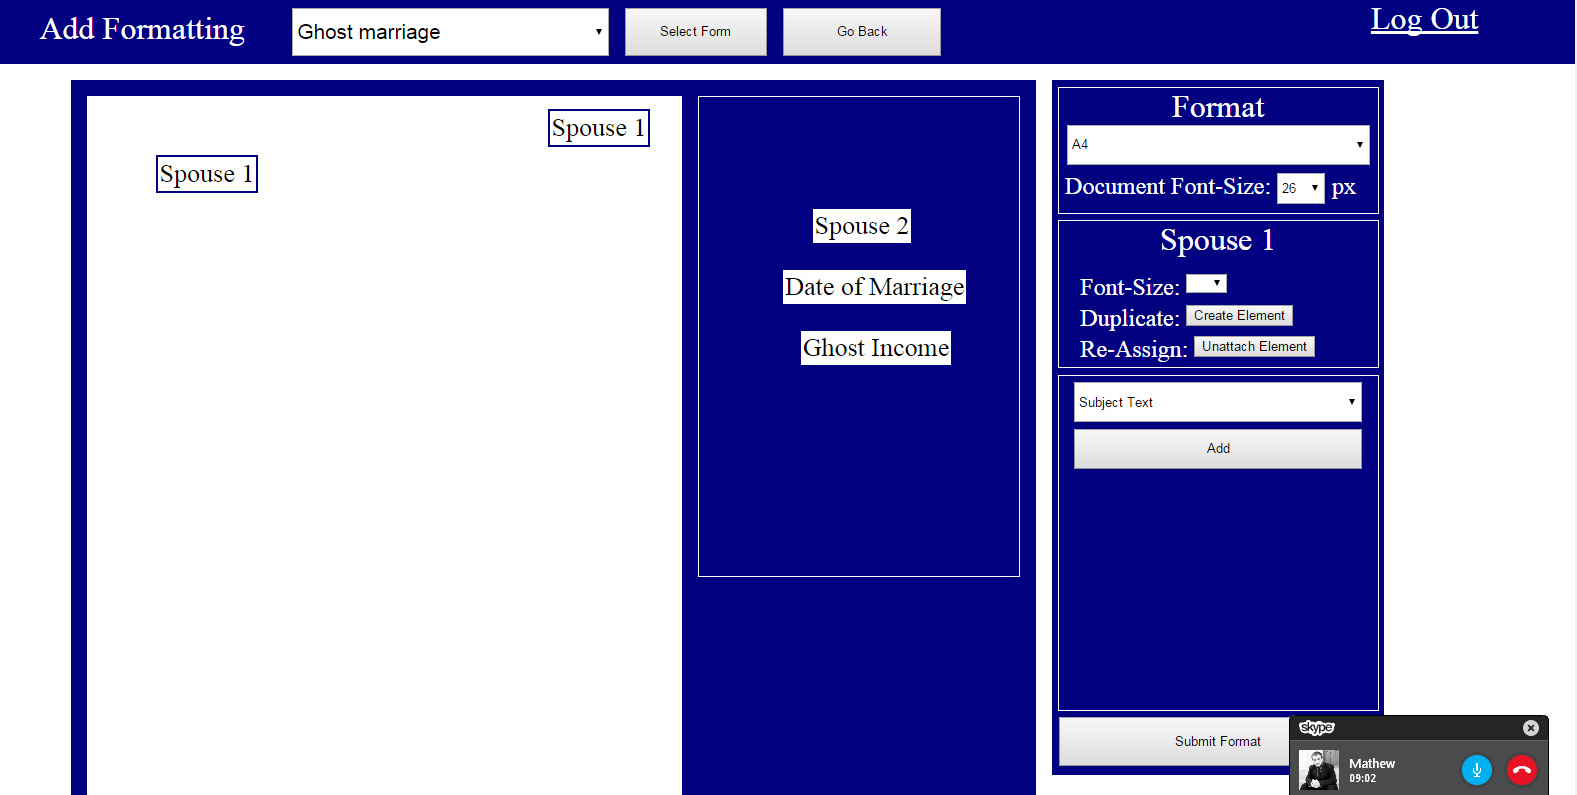 Add Formatting
Ghost marriage
Select Form
Go Back
Log Out
Spouse 1
Spouse 1
Spouse 2
Date of Marriage
Ghost Income
Format
A4
Document Font-Size: 26 px
Spouse 1
Font-Size:
Duplicate: Create Element
Re-Assign: Unattach Element
Subject Text
Add
Submit Format
skype
Mathew
09:02